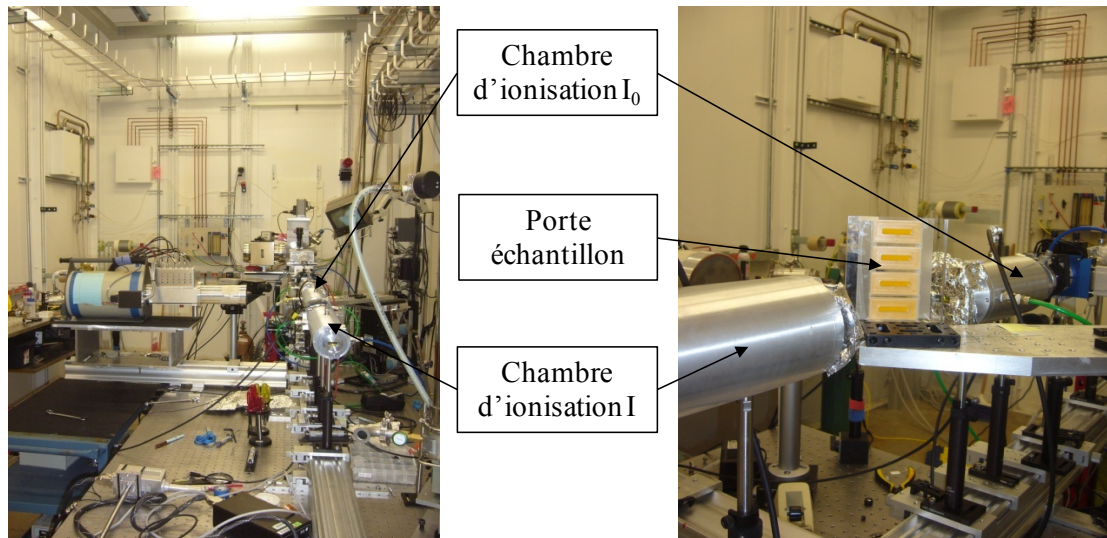 Chambre
d'ionisation I₀
Porte
échantillon
Chambre
d'ionisation I